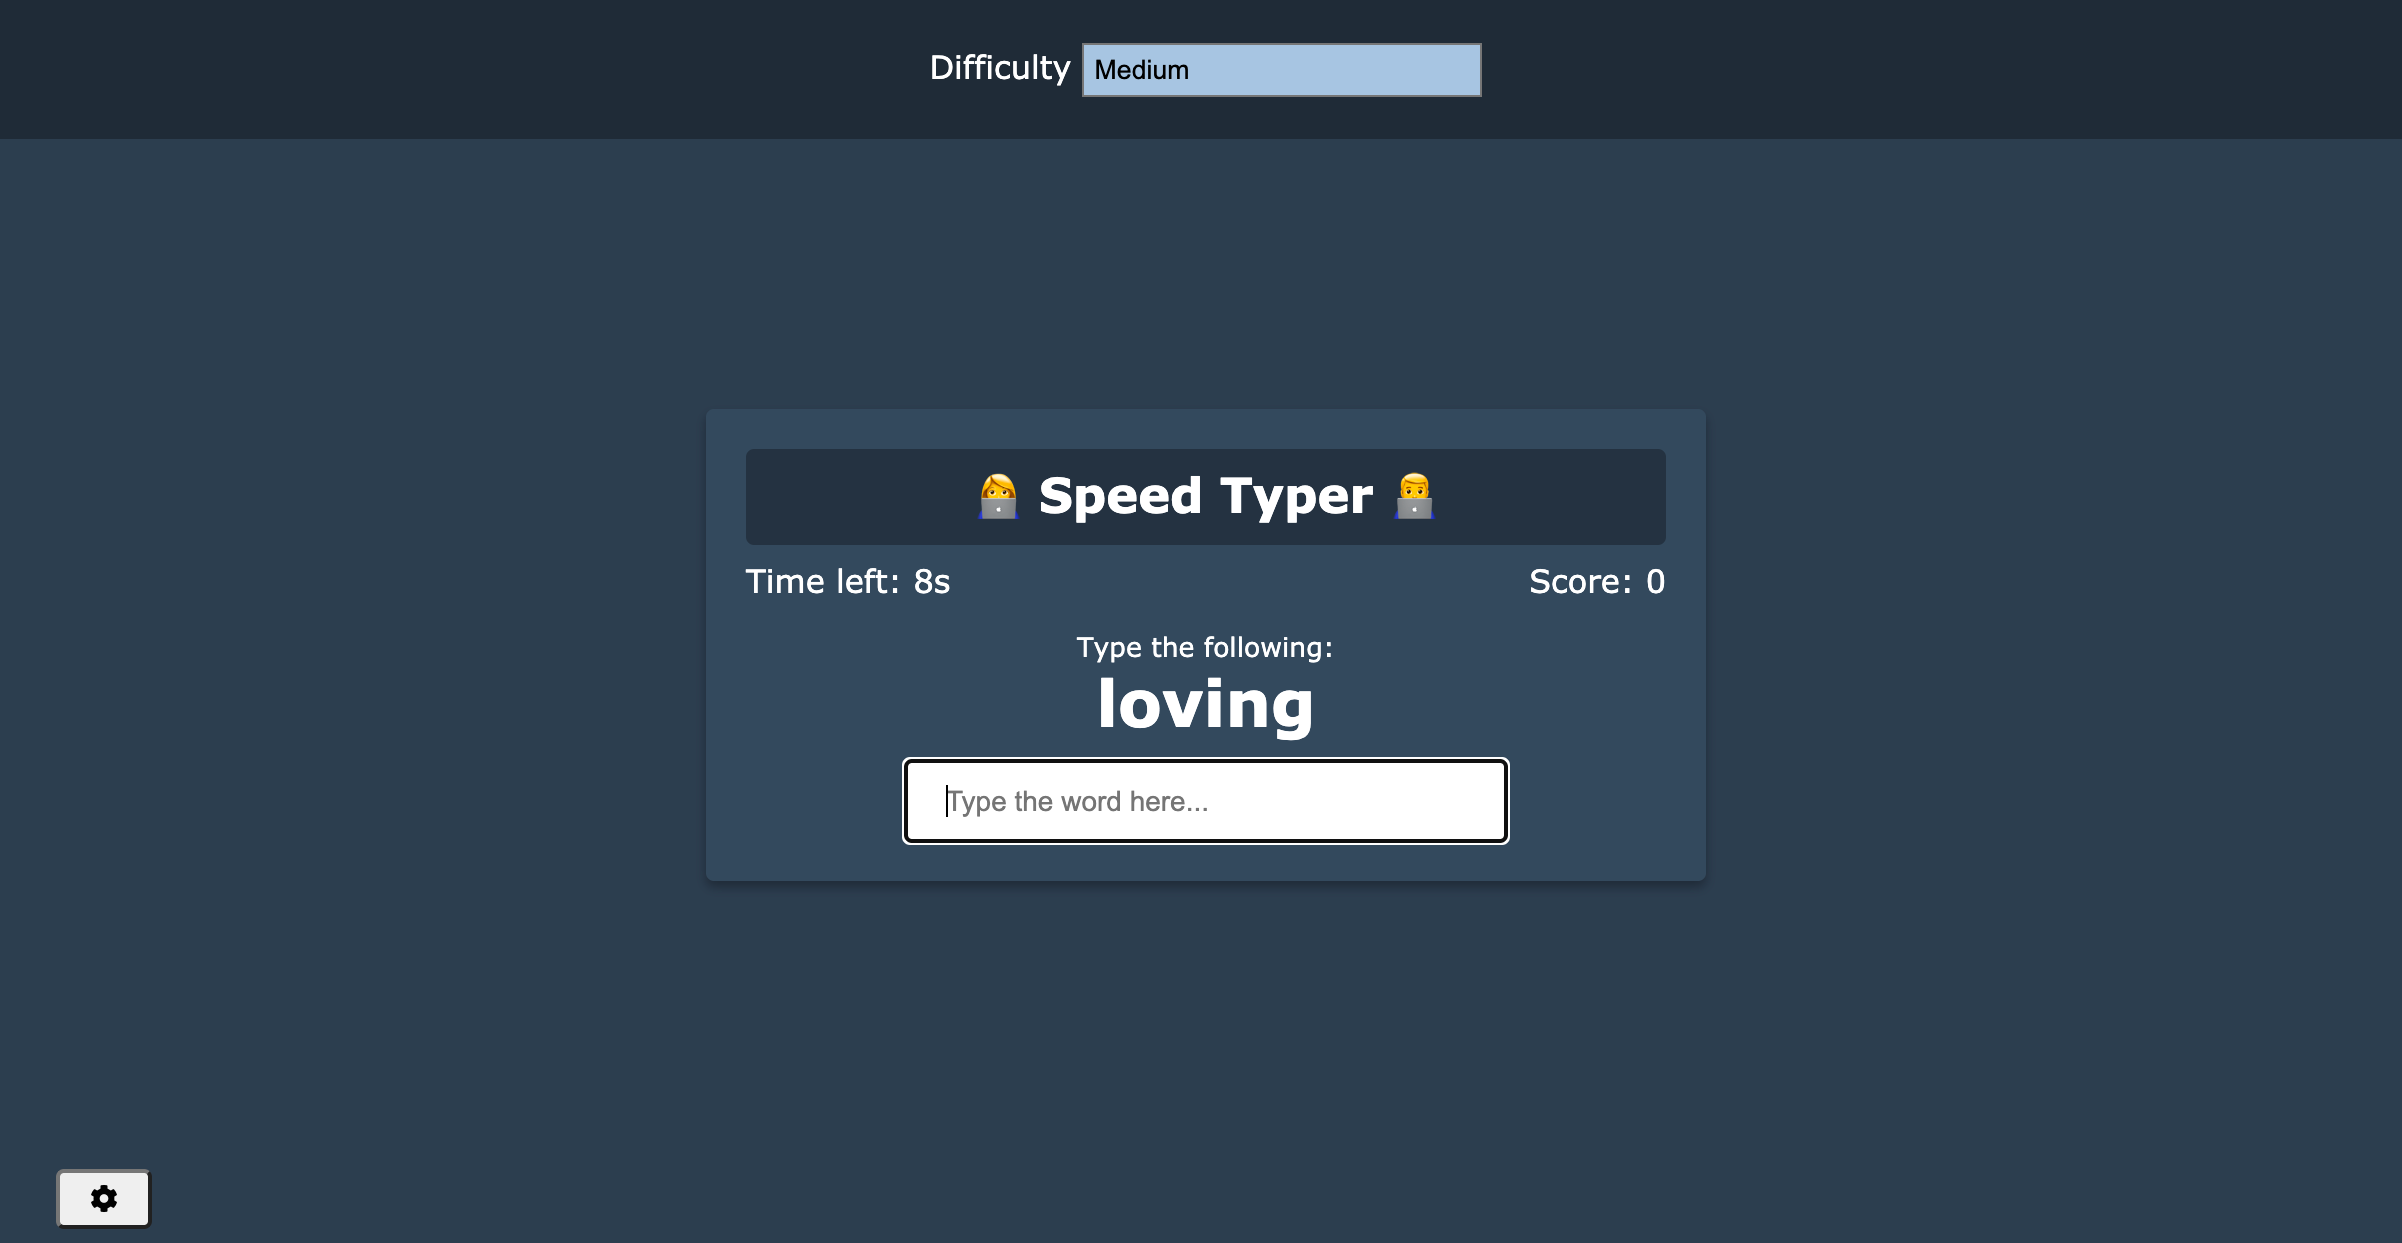 Difficulty Medium
Speed Typer
Time left: 8s Score: 0
Type the following:
loving
Type the word here...